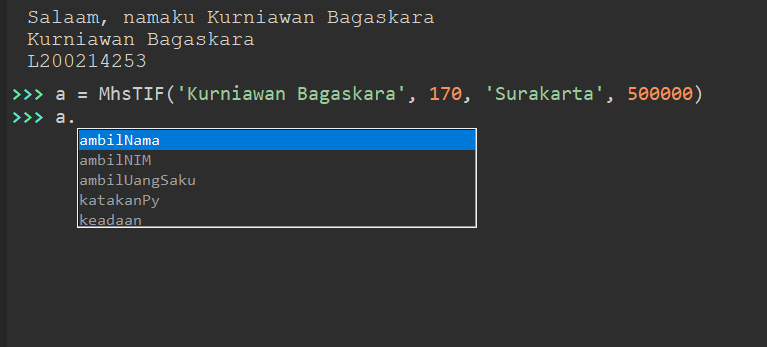 Salaam, namaku Kurniawan Bagaskara
Kurniawan Bagaskara
L200214253
>>> a = MhsTIF('Kurniawan Bagaskara', 170, 'Surakarta', 500000)
>>> a.
ambilNama
ambilNIM
ambilUangSaku
katakanPy
keadaan